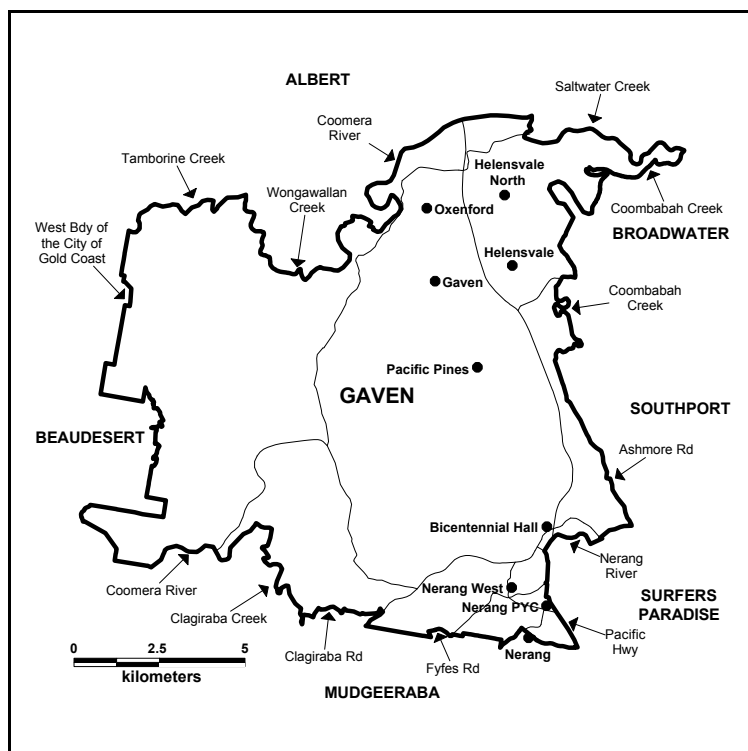 ALBERT
Saltwater Creek
Coomera
River
Tamborine Creek
Helensvale
North
Wongawallan
Creek
Coombabah Creek
Oxenford
West Bdy of
the City of
Gold Coast
BROADWATER
Helensvale
Gaven
Coombabah
Creek
Pacific Pines
GAVEN
SOUTHPORT
BEAUDESERT
Ashmore Rd
Bicentennial Hall
Nerang
River
Coomera River
Nerang West
SURFERS
PARADISE
Nerang PYC
Clagiraba Creek
Pacific
Hwy
Clagiraba Rd
Fyfes Rd
Nerang
0 2.5 5
kilometers
MUDGEERABA